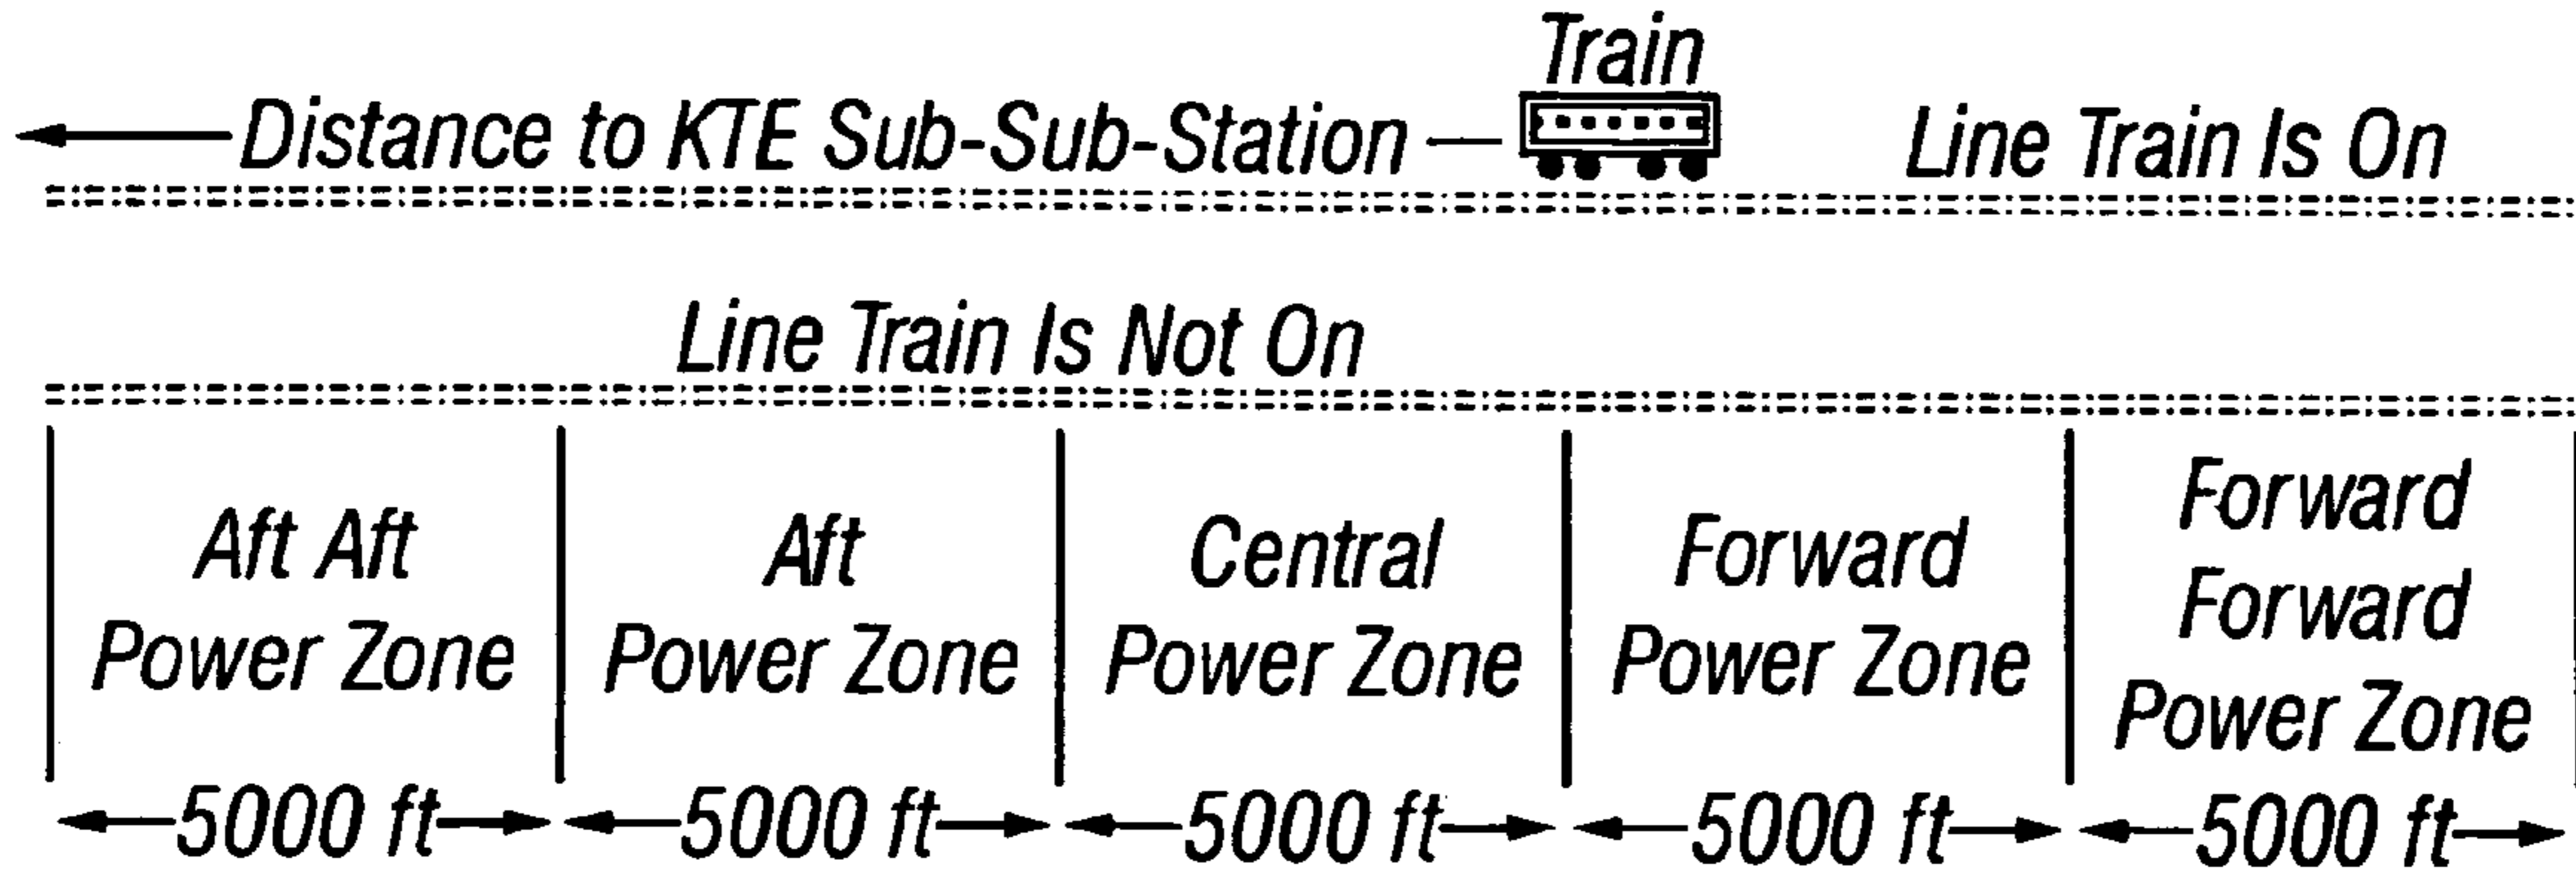 Train
Distance to KTE Sub-Sub-Station
Line Train Is On
Line Train Is Not On
Aft Aft
Power Zone
Aft
Power Zone
Central
Power Zone
Forward
Power Zone
Forward
Forward
Power Zone
5000 ft
5000 ft
5000 ft
5000 ft
5000 ft